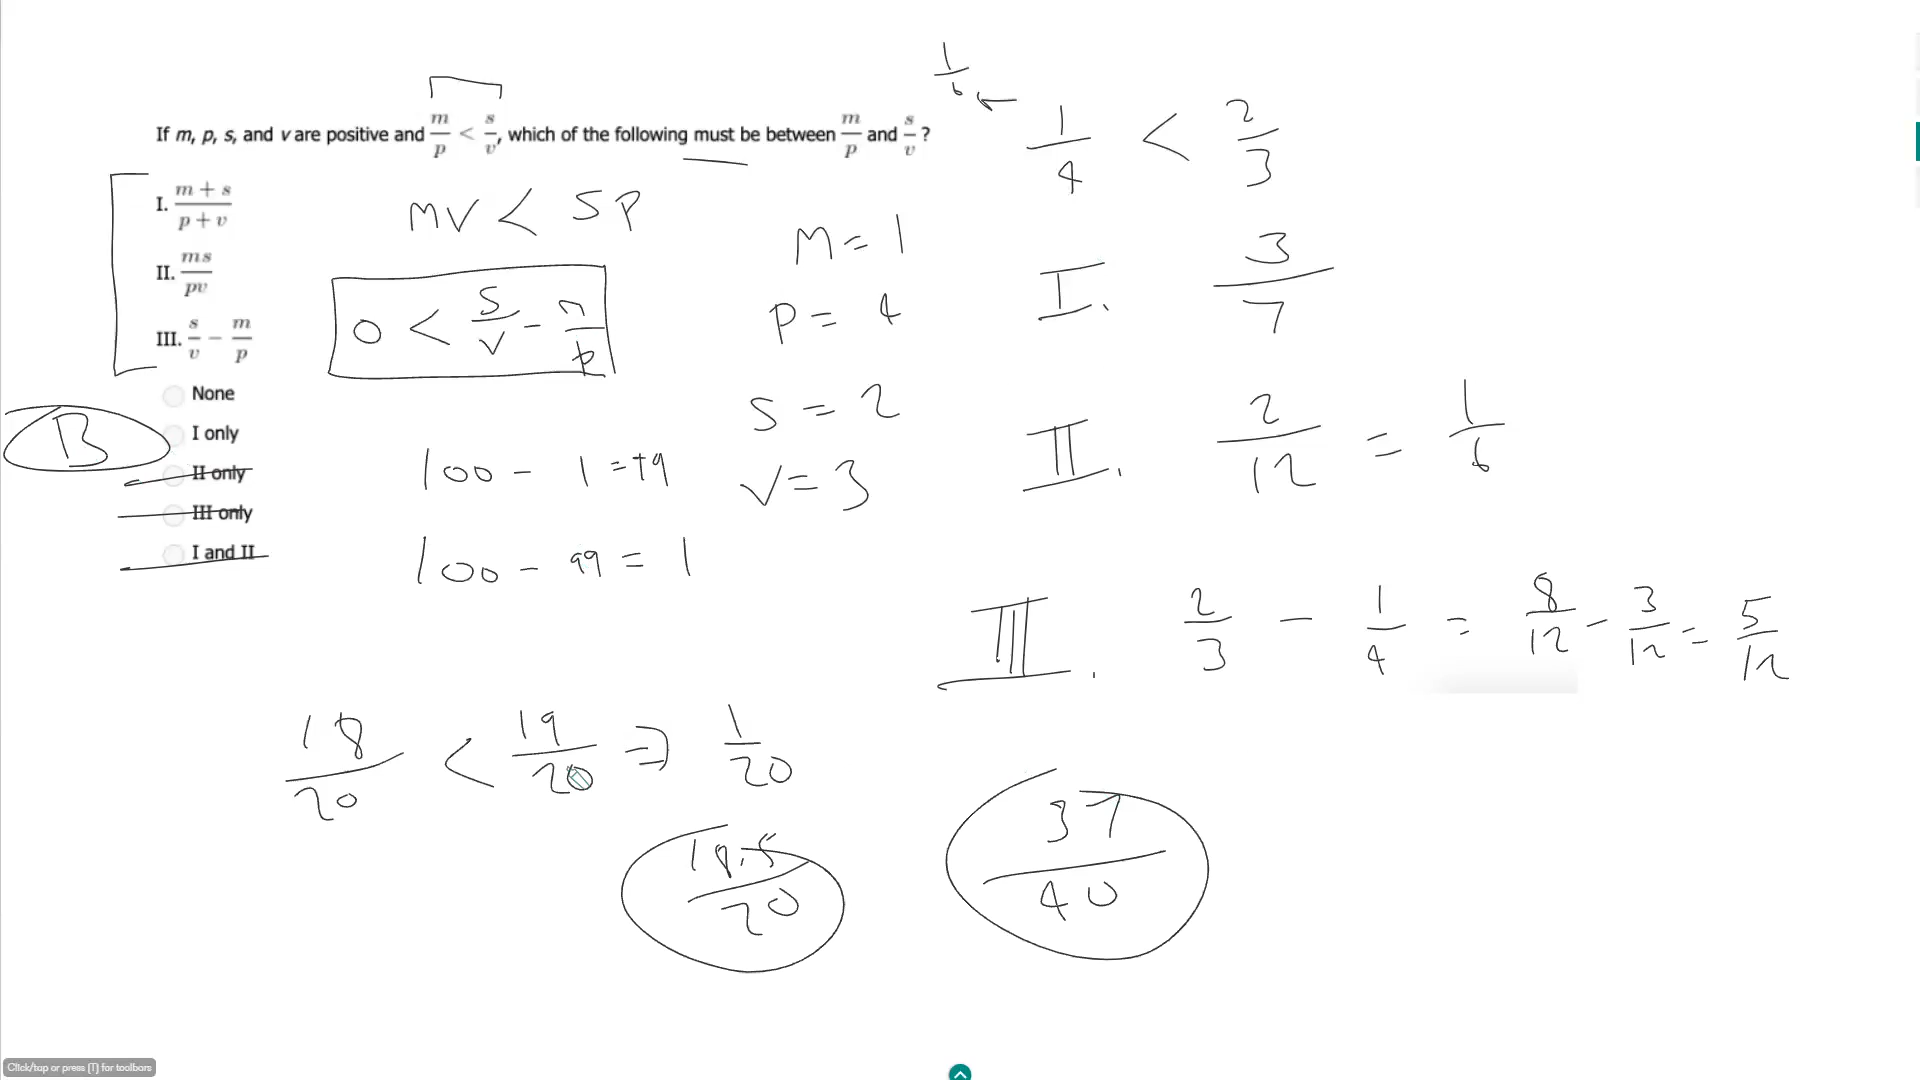 If m, p, s, and v are positive and m/p < s/v, which of the following must be between m/p and s/v ?
I. m + s / p + v
II. ms / pv
III. s/v − m/p
None
I only
II only
III only
I and II
B
mv < sp
0 < s/v - m/p
100 - 1 =
100 - 99 = 1
m = 1
p = 4
s = 2
v = 3
1/6 ←
1/4 < 2/3
I. 3/7
II. 2/12 = 1/6
III. 2/3 - 1/4 = 8/12 - 3/12 = 5/12
18/20 < 19/20 ⇒ 1/20
18.5/20
37/40
Click/tap or press [T] for toolbars